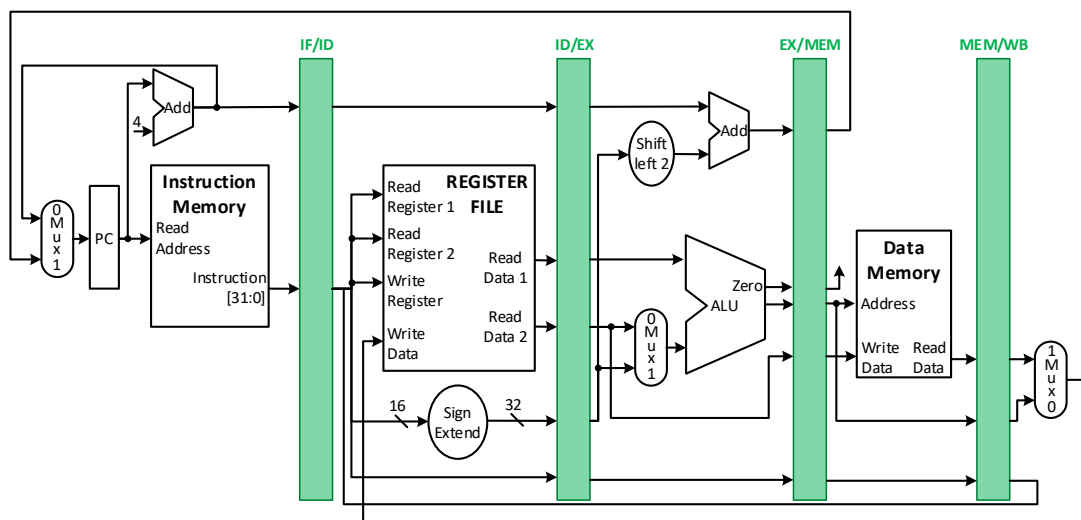 IF/ID
ID/EX
EX/MEM
MEM/WB
Add
4
Add
Shift
left 2
Instruction
Memory
Read
Address
Instruction
[31:0]
0
M
u
x
1
PC
REGISTER
FILE
Read
Register 1
Read
Register 2
Write
Register
Write
Data
Read
Data 1
Read
Data 2
16
Sign
Extend
32
0
M
u
x
1
Zero
ALU
Data
Memory
Address
Write
Data
Read
Data
1
M
u
x
0